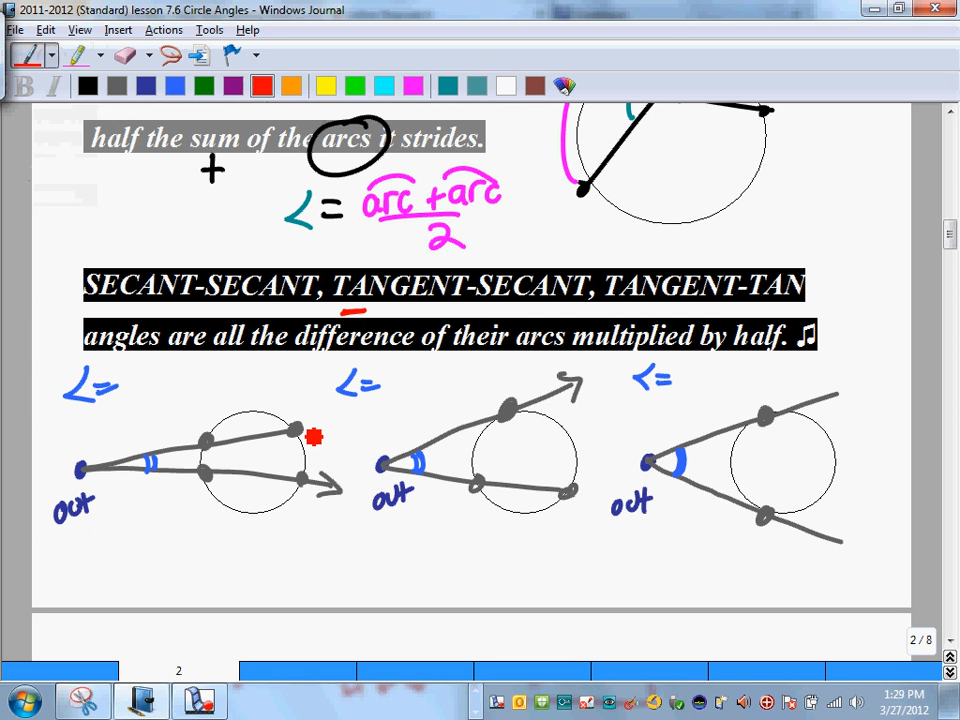 2011-2012 (Standard) lesson 7.6 Circle Angles - Windows Journal
File Edit View Insert Actions Tools Help
B I
half the sum of the arcs it strides.
+
∠ = arc + arc
2
SECANT-SECANT, TANGENT-SECANT, TANGENT-TAN
angles are all the difference of their arcs multiplied by half. ♫
∠= ∠= ∠=
out out out
2 / 8
2
1:29 PM
3/27/2012